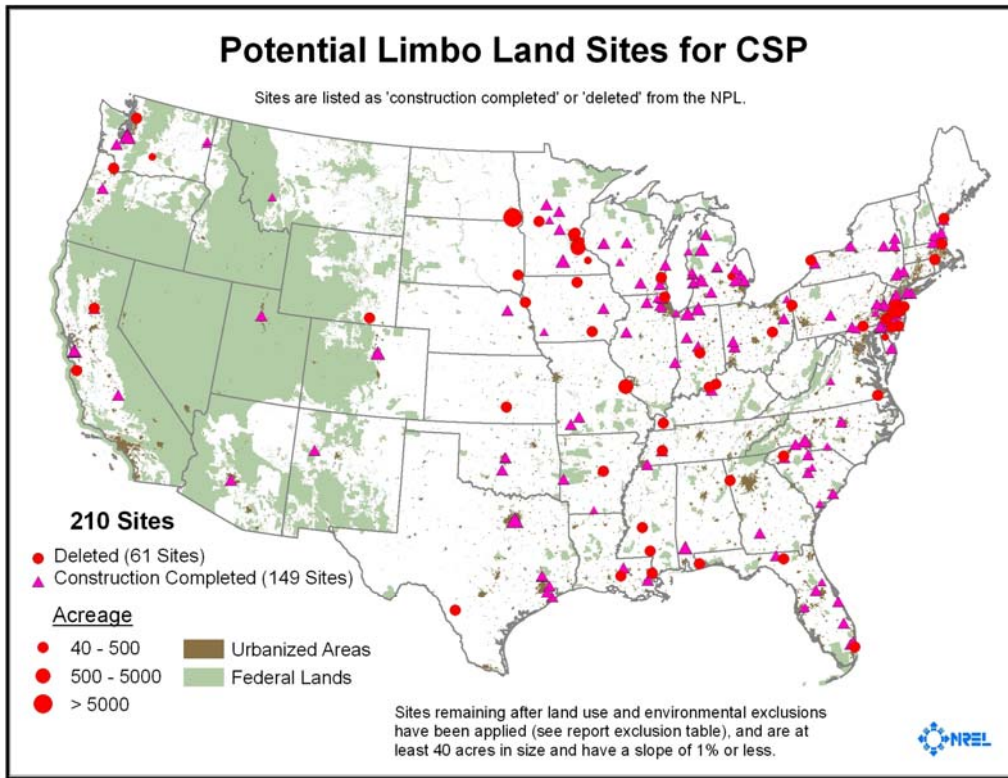 Potential Limbo Land Sites for CSP
Sites are listed as 'construction completed' or 'deleted' from the NPL.
210 Sites
Deleted (61 Sites)
Construction Completed (149 Sites)
Acreage
40 - 500
500 - 5000
> 5000
Urbanized Areas
Federal Lands
Sites remaining after land use and environmental exclusions
have been applied (see report exclusion table), and are at
least 40 acres in size and have a slope of 1% or less.
NREL